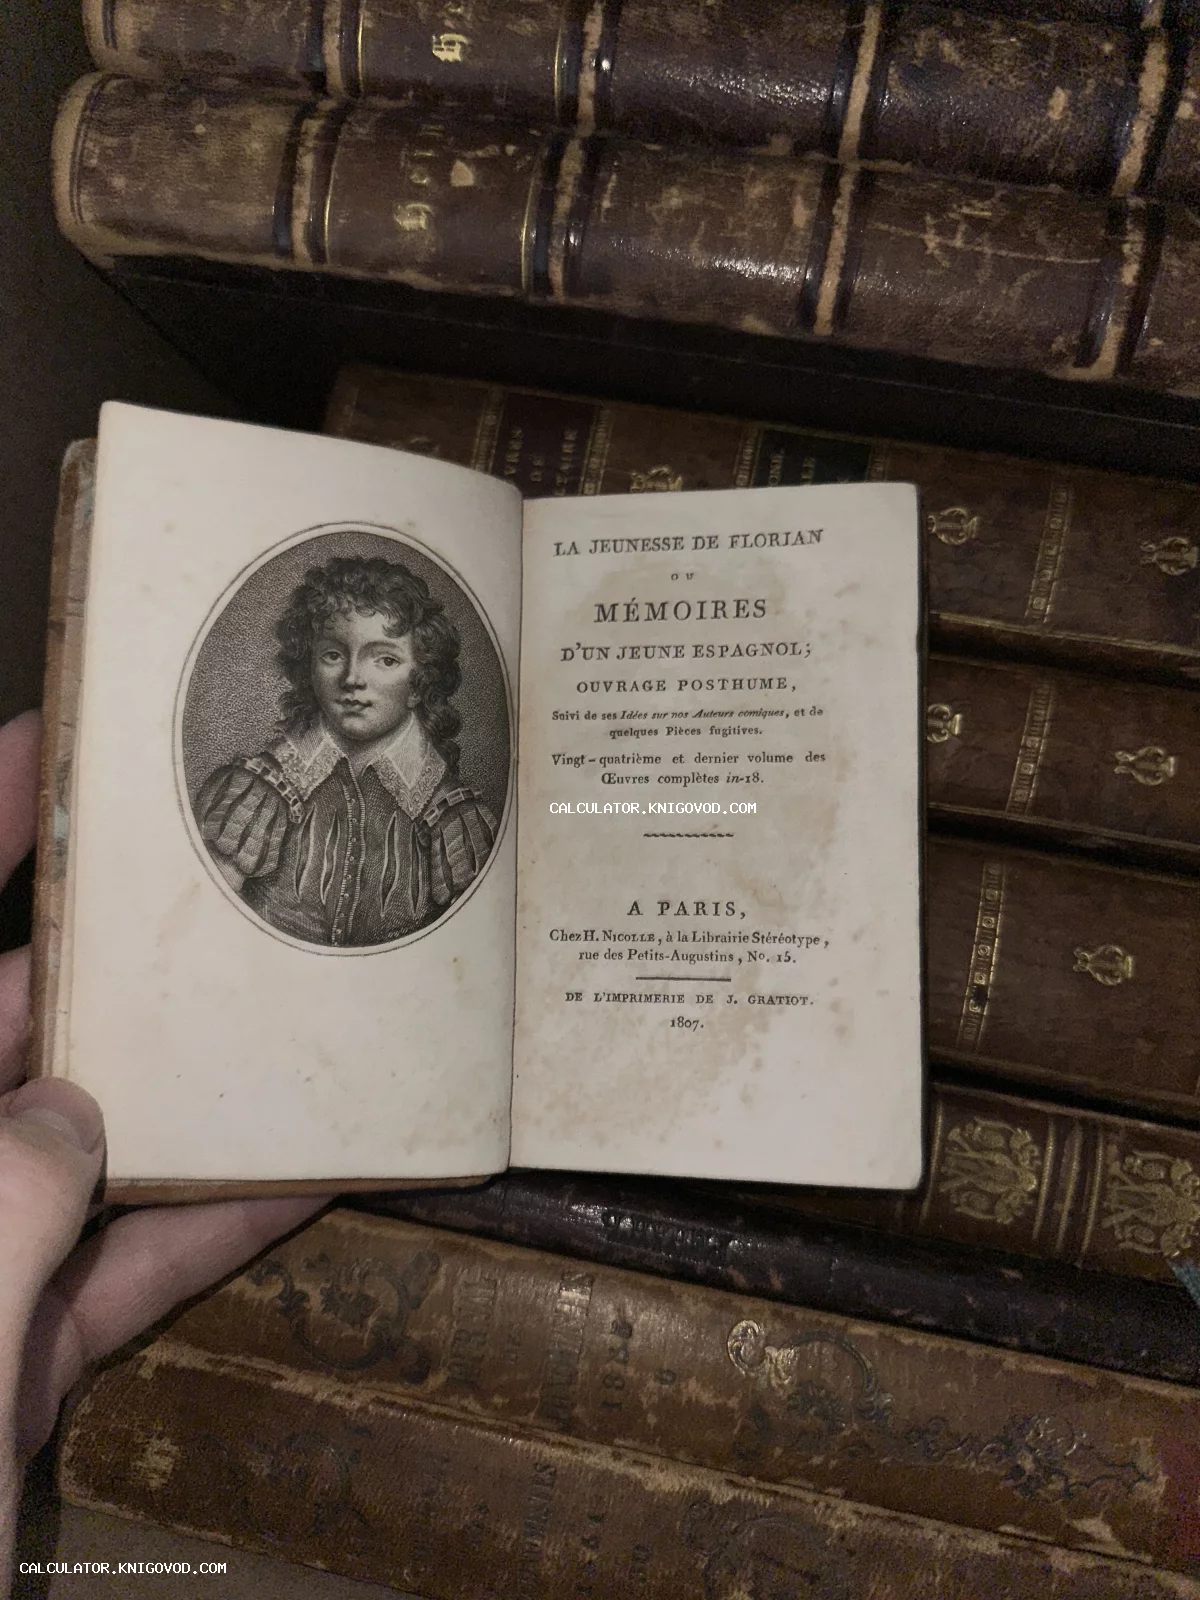 LA JEUNESSE DE FLORIAN
OU
MÉMOIRES
D'UN JEUNE ESPAGNOL;
OUVRAGE POSTHUME,
Suivi de ses Idées sur nos Auteurs comiques, et de
quelques Pièces fugitives.
Vingt-quatrième et dernier volume des
Œuvres complètes in-18.
CALCULATOR.KNIGOVOD.COM
A PARIS,
Chez H. NICOLLE, à la Librairie Stéréotype,
rue des Petits-Augustins, No. 15.
DE L'IMPRIMERIE DE J. GRATIOT.
1807.
CALCULATOR.KNIGOVOD.COM